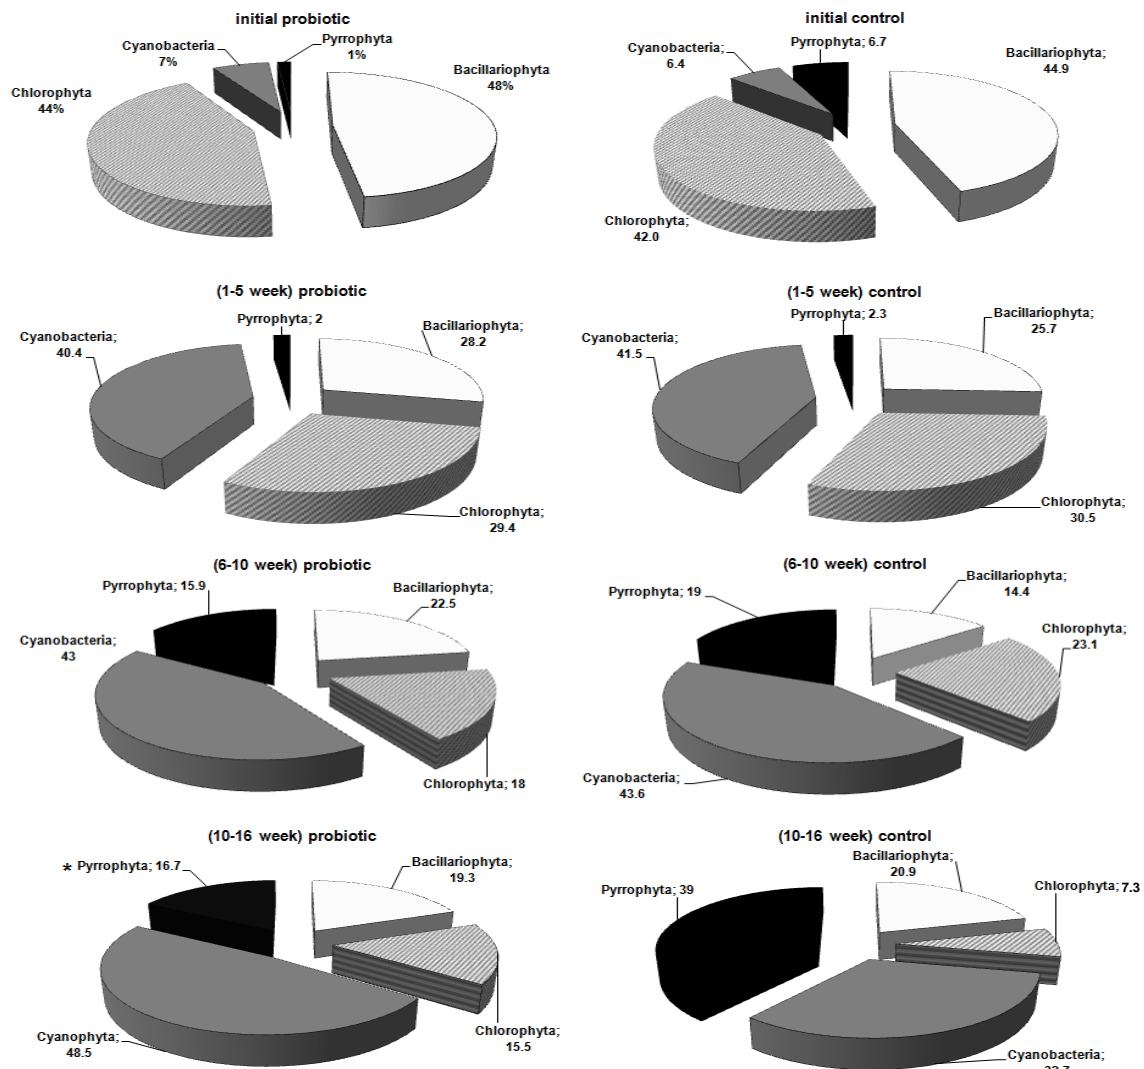 initial probiotic
Cyanobacteria
7%
Pyrrophyta
1%
Bacillariophyta
48%
Chlorophyta
44%
initial control
Cyanobacteria;
6.4
Pyrrophyta; 6.7
Bacillariophyta;
44.9
Chlorophyta;
42.0
(1-5 week) probiotic
Pyrrophyta; 2
Bacillariophyta;
28.2
Cyanobacteria;
40.4
Chlorophyta;
29.4
(1-5 week) control
Pyrrophyta; 2.3
Bacillariophyta;
25.7
Cyanobacteria;
41.5
Chlorophyta;
30.5
(6-10 week) probiotic
Pyrrophyta; 15.9
Bacillariophyta;
22.5
Cyanobacteria;
43
Chlorophyta; 18
(6-10 week) control
Pyrrophyta; 19
Bacillariophyta;
14.4
Chlorophyta;
23.1
Cyanobacteria;
43.6
(10-16 week) probiotic
* Pyrrophyta; 16.7
Bacillariophyta;
19.3
Cyanophyta;
48.5
Chlorophyta;
15.5
(10-16 week) control
Bacillariophyta;
20.9
Pyrrophyta; 39
Chlorophyta; 7.3
Cyanobacteria;